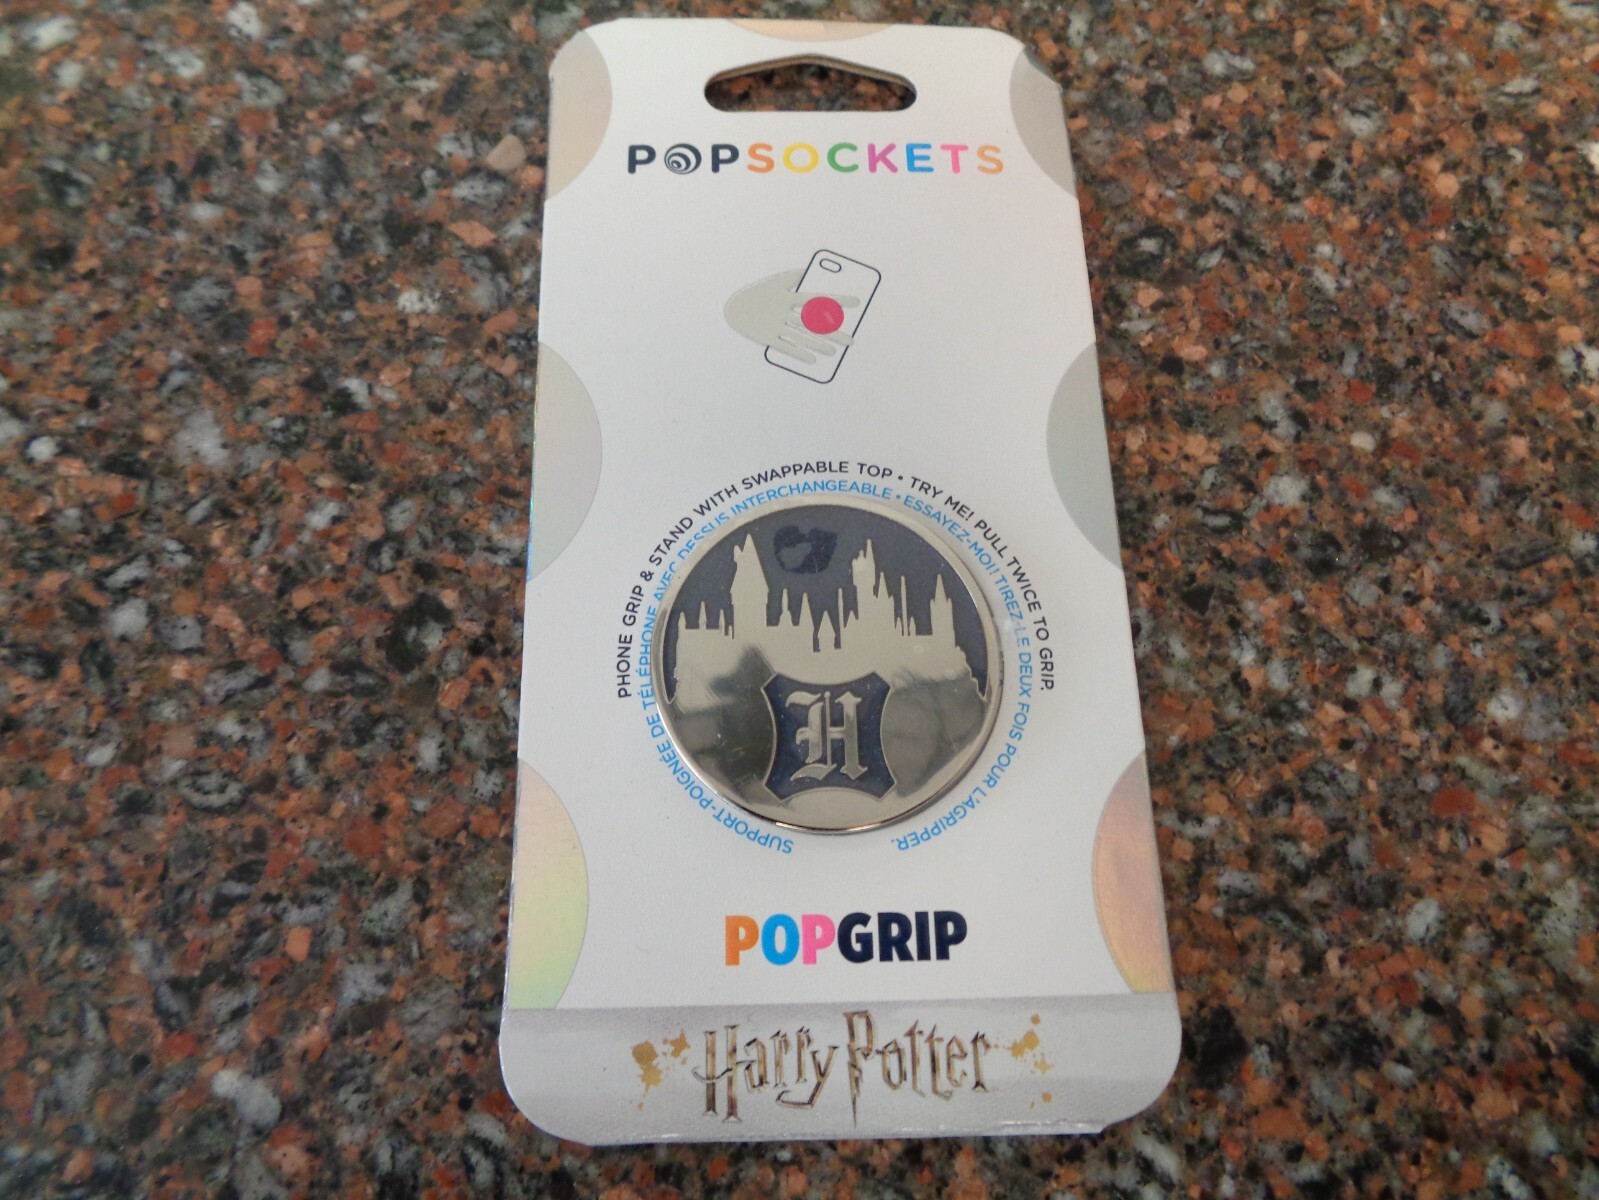 POPSOCKETS
PHONE GRIP & STAND WITH SWAPPABLE TOP • TRY ME! PULL TWICE TO GRIP.
SUPPORT-POIGNÉE DE TÉLÉPHONE AVEC DESSUS INTERCHANGEABLE • ESSAYEZ-MOI! TIREZ-LE DEUX FOIS POUR L'AGRIPPER.
H
POPGRIP
Harry Potter